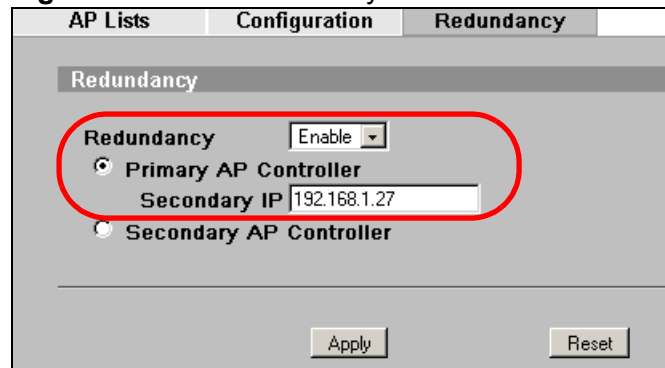 AP Lists Configuration Redundancy
Redundancy
Redundancy Enable
Primary AP Controller
Secondary IP 192.168.1.27
Secondary AP Controller
Apply Reset